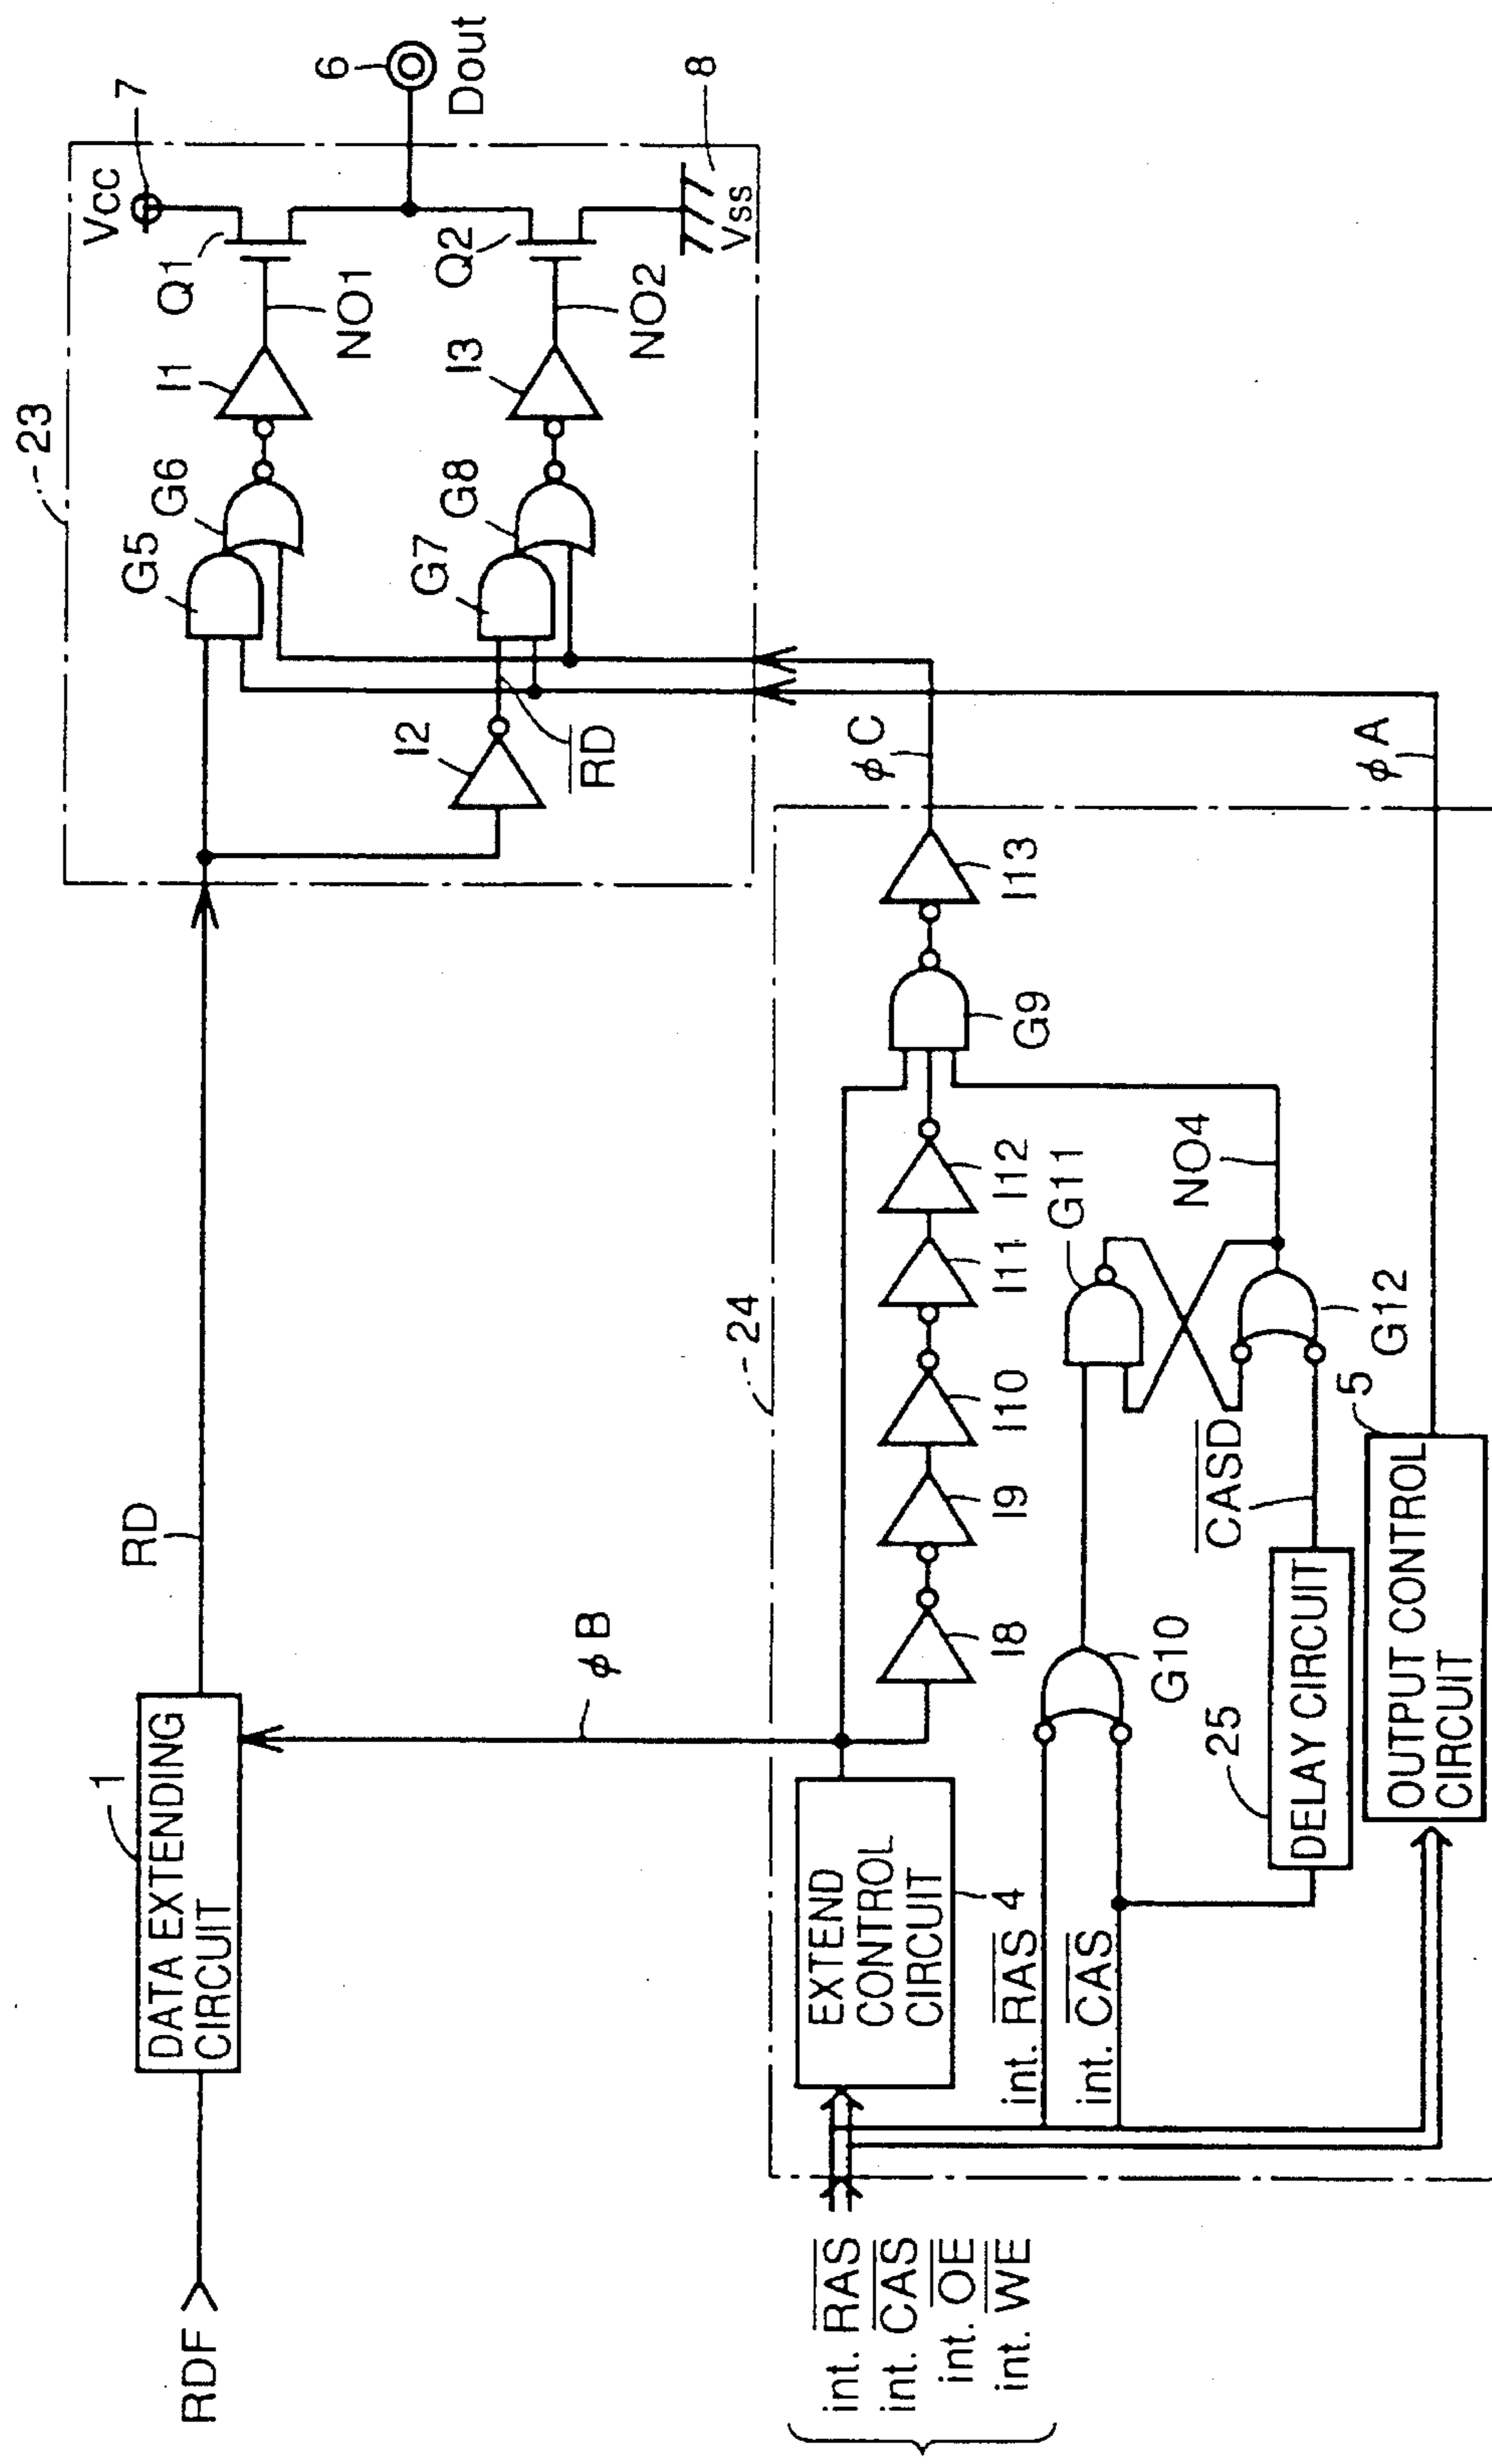 RDF
1
DATA EXTENDING
CIRCUIT
RD
23
I2
RD
G5
G6
G7
G8
I1
I3
NO1
NO2
Q1
Q2
Vcc
7
6
Dout
8
Vss
φB
φC
φA
24
int. RAS
int. CAS
int. OE
int. WE
EXTEND
CONTROL
CIRCUIT
4
int. RAS
int. CAS
I8
I9
I10
I11
I12
G9
I13
G10
G11
NO4
G12
CASD
25
DELAY CIRCUIT
5
OUTPUT CONTROL
CIRCUIT